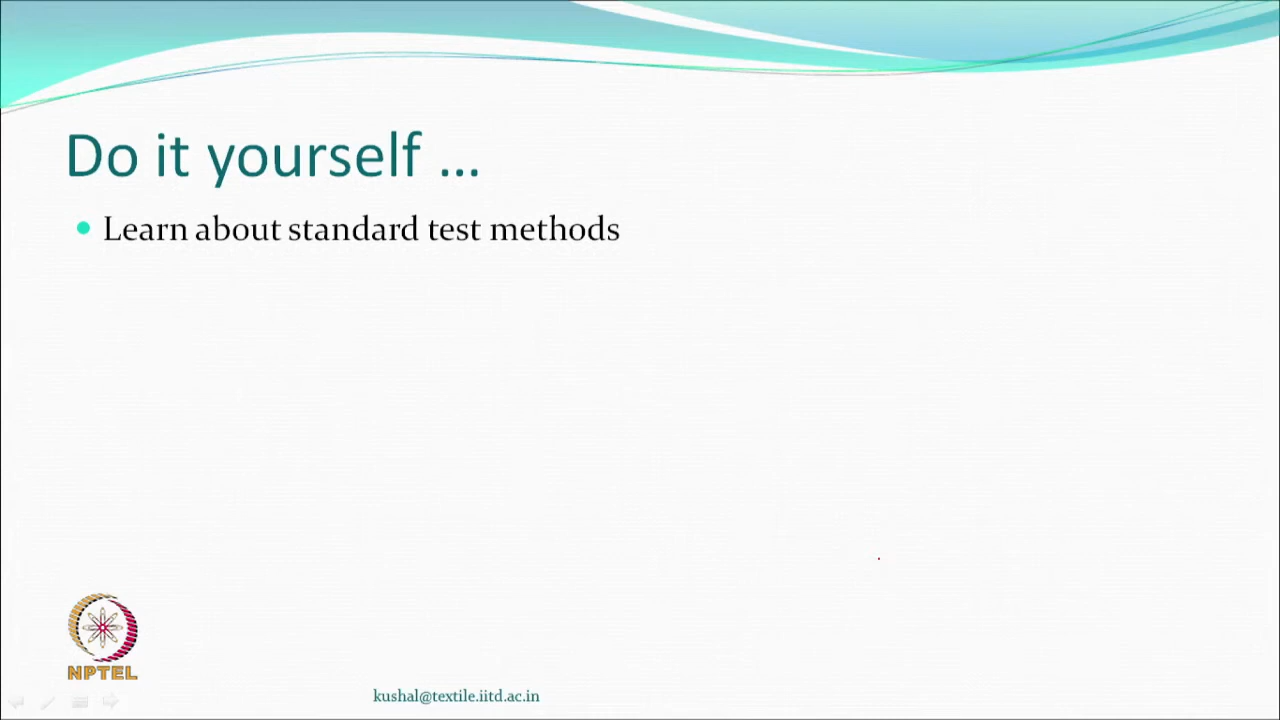 Do it yourself ...
• Learn about standard test methods
NPTEL
kushal@textile.iitd.ac.in